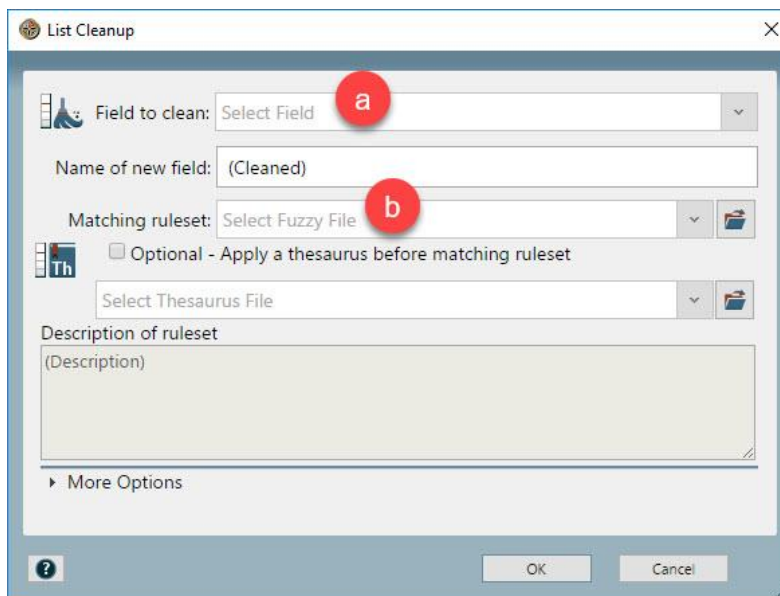 List Cleanup
a
Field to clean: Select Field
Name of new field: (Cleaned)
b
Matching ruleset: Select Fuzzy File
Optional - Apply a thesaurus before matching ruleset
Th
Select Thesaurus File
Description of ruleset
(Description)
More Options
? OK Cancel